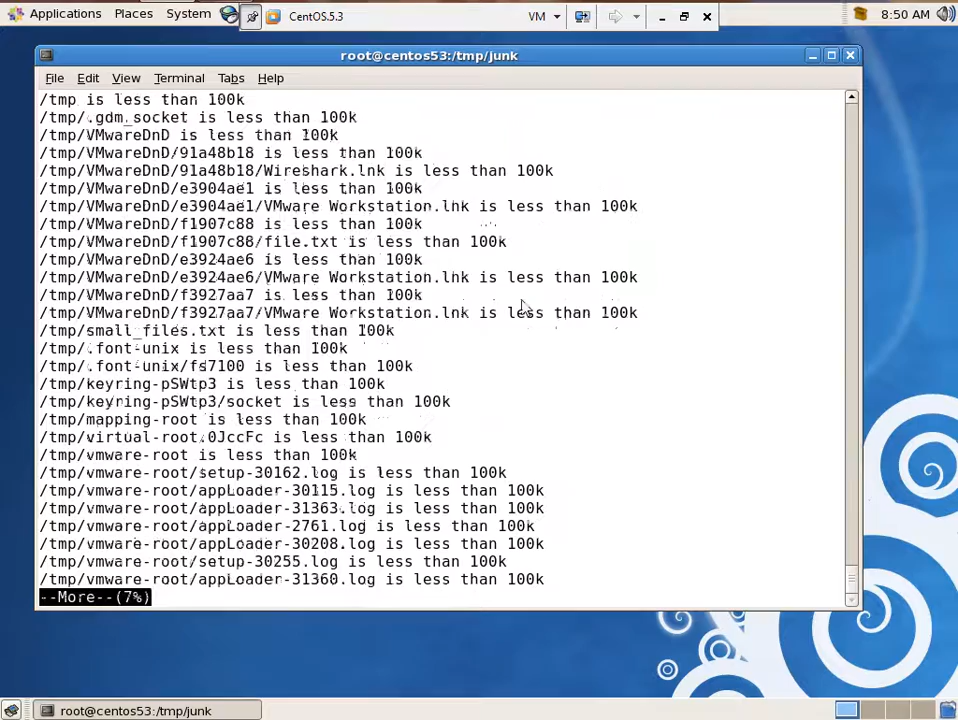 Applications Places System CentOS.5.3 VM 8:50 AM
root@centos53:/tmp/junk
File Edit View Terminal Tabs Help
/tmp is less than 100k
/tmp/.gdm_socket is less than 100k
/tmp/VMwareDnD is less than 100k
/tmp/VMwareDnD/91a48b18 is less than 100k
/tmp/VMwareDnD/91a48b18/Wireshark.lnk is less than 100k
/tmp/VMwareDnD/e3904ae1 is less than 100k
/tmp/VMwareDnD/e3904ae1/VMware Workstation.lnk is less than 100k
/tmp/VMwareDnD/f1907c88 is less than 100k
/tmp/VMwareDnD/f1907c88/file.txt is less than 100k
/tmp/VMwareDnD/e3924ae6 is less than 100k
/tmp/VMwareDnD/e3924ae6/VMware Workstation.lnk is less than 100k
/tmp/VMwareDnD/f3927aa7 is less than 100k
/tmp/VMwareDnD/f3927aa7/VMware Workstation.lnk is less than 100k
/tmp/small_files.txt is less than 100k
/tmp/.font-unix is less than 100k
/tmp/.font-unix/fs7100 is less than 100k
/tmp/keyring-pSWtp3 is less than 100k
/tmp/keyring-pSWtp3/socket is less than 100k
/tmp/mapping-root is less than 100k
/tmp/virtual-root.0JccFc is less than 100k
/tmp/vmware-root is less than 100k
/tmp/vmware-root/setup-30162.log is less than 100k
/tmp/vmware-root/appLoader-30115.log is less than 100k
/tmp/vmware-root/appLoader-31363.log is less than 100k
/tmp/vmware-root/appLoader-2761.log is less than 100k
/tmp/vmware-root/appLoader-30208.log is less than 100k
/tmp/vmware-root/setup-30255.log is less than 100k
/tmp/vmware-root/appLoader-31360.log is less than 100k
--More--(7%)
root@centos53:/tmp/junk